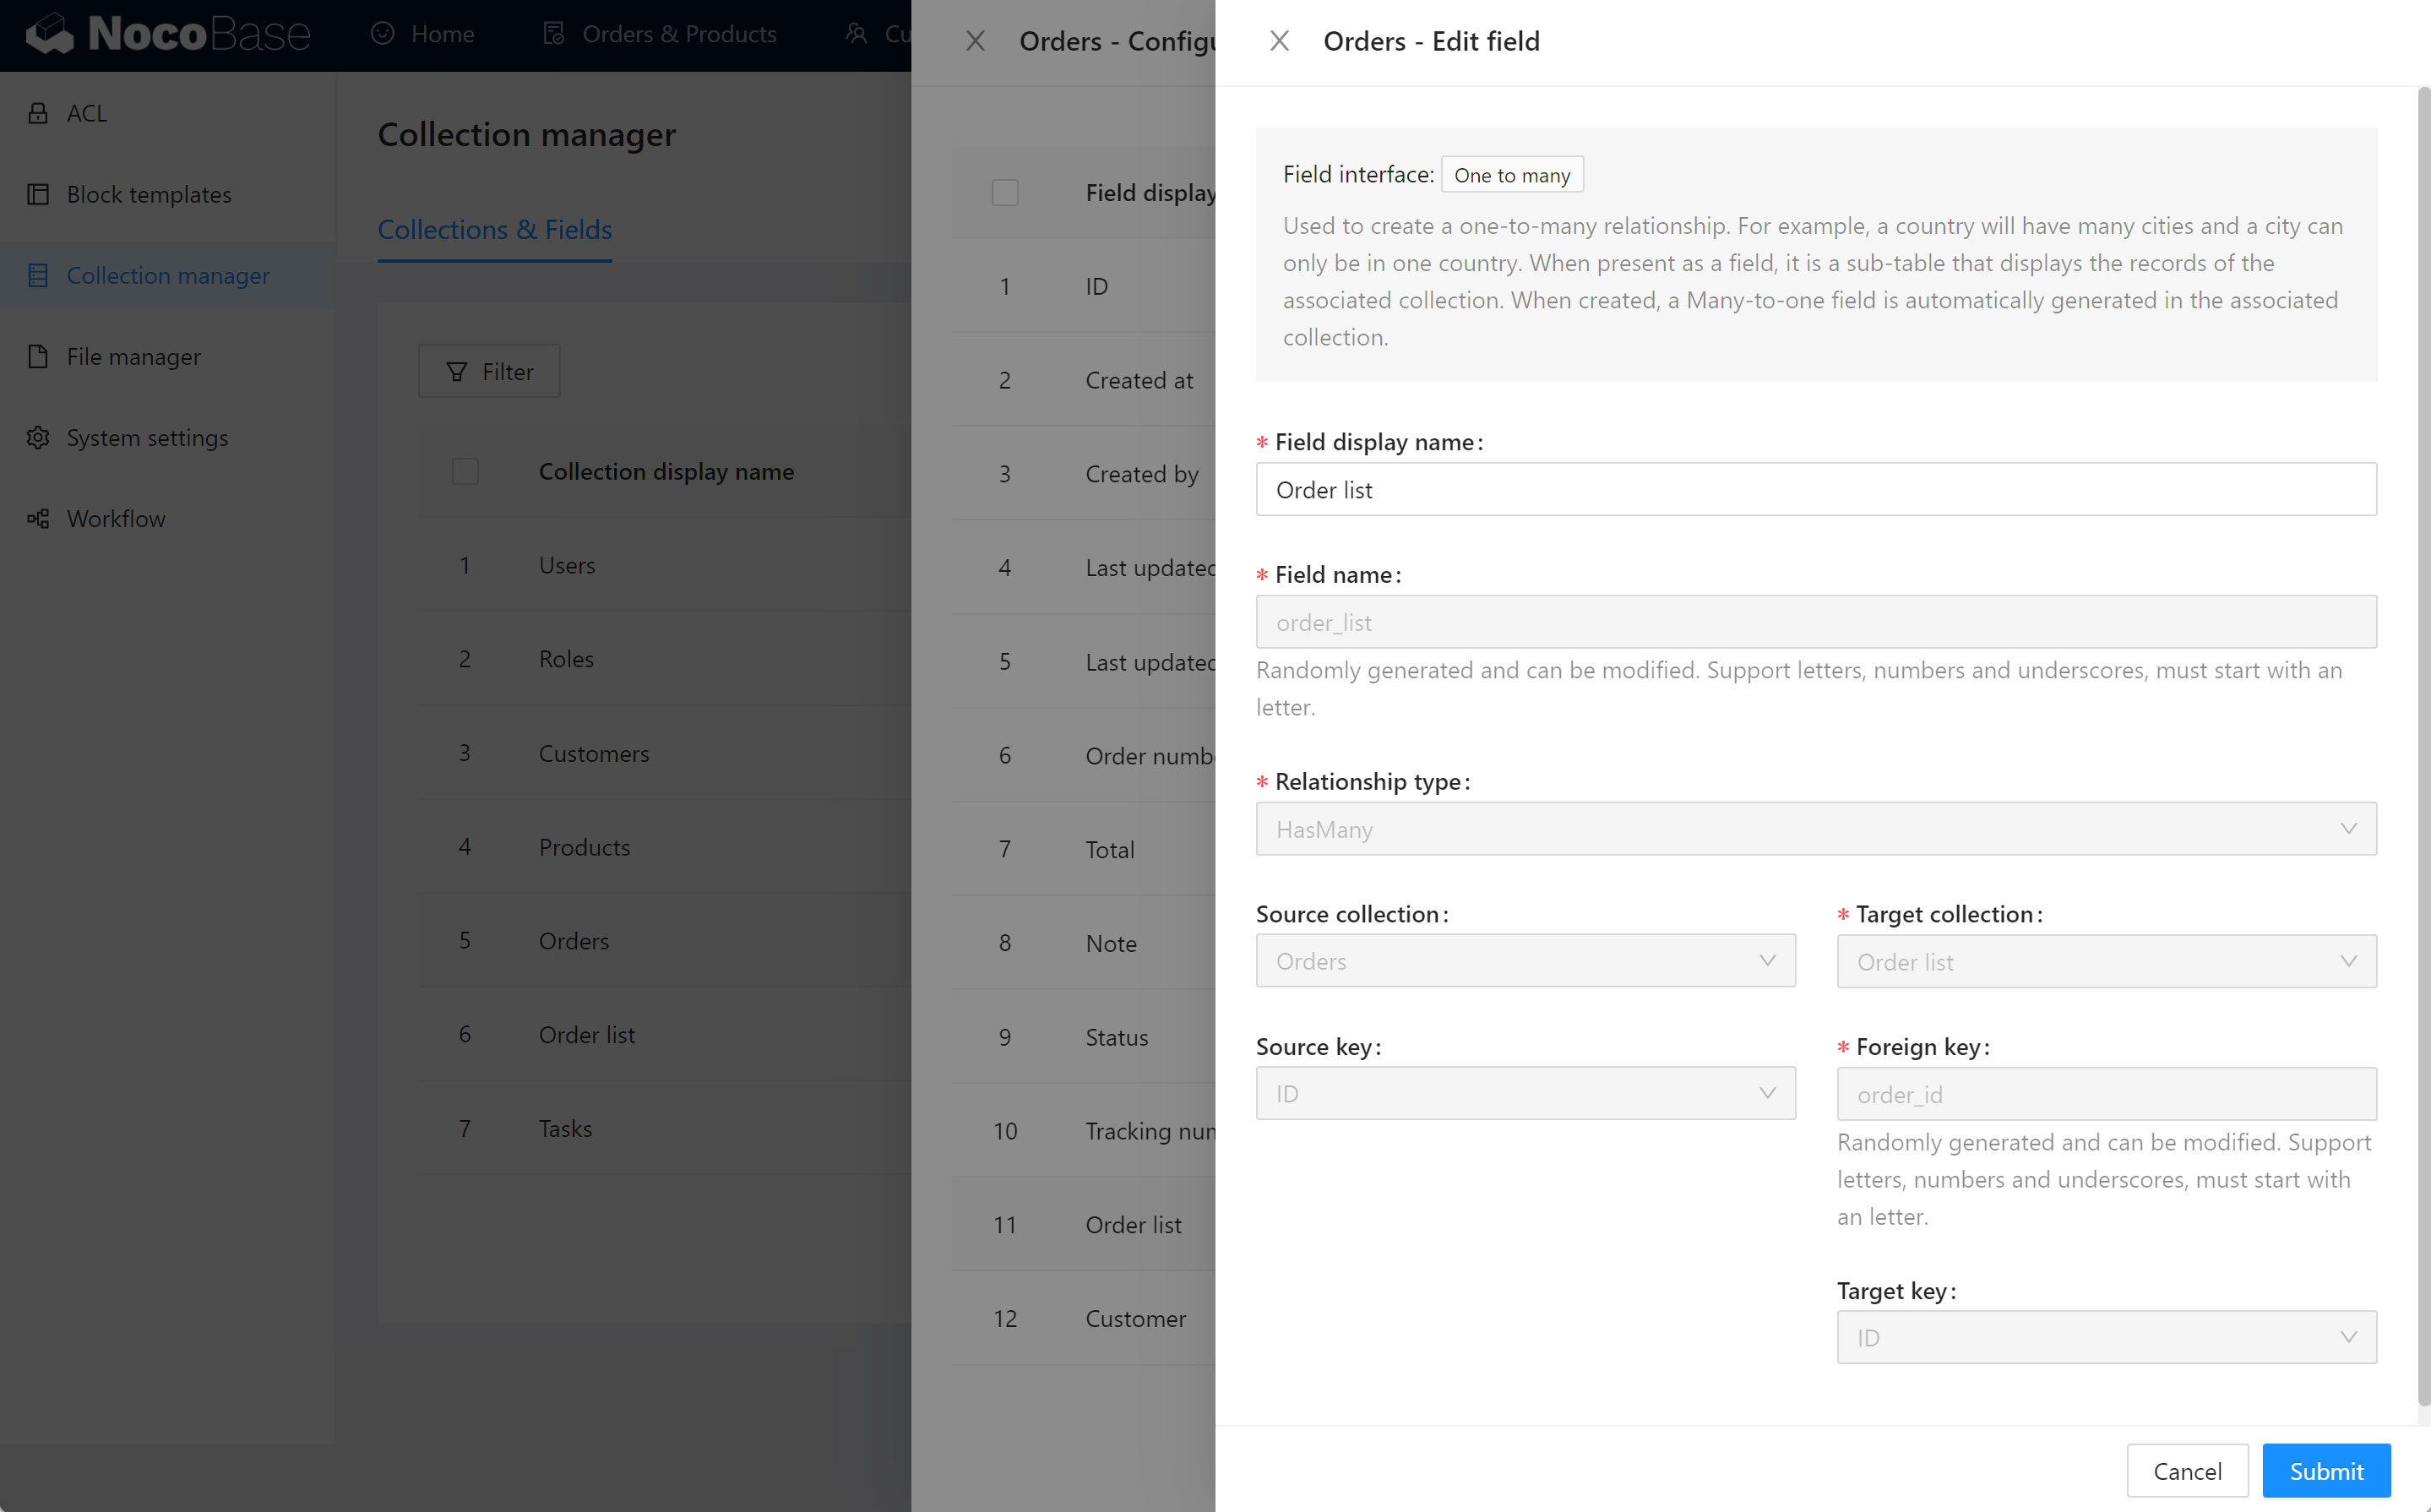 NocoBase
Home
Orders & Products
Cu
ACL
Block templates
Collection manager
File manager
System settings
Workflow
Collection manager
Collections & Fields
Filter
Collection display name
1 Users
2 Roles
3 Customers
4 Products
5 Orders
6 Order list
7 Tasks
Orders - Configu
Field display
1 ID
2 Created at
3 Created by
4 Last updated
5 Last updated
6 Order numb
7 Total
8 Note
9 Status
10 Tracking num
11 Order list
12 Customer
Orders - Edit field
Field interface: One to many
Used to create a one-to-many relationship. For example, a country will have many cities and a city can
only be in one country. When present as a field, it is a sub-table that displays the records of the
associated collection. When created, a Many-to-one field is automatically generated in the associated
collection.
* Field display name:
Order list
* Field name:
order_list
Randomly generated and can be modified. Support letters, numbers and underscores, must start with an
letter.
* Relationship type:
HasMany
Source collection:
Orders
* Target collection:
Order list
Source key:
ID
* Foreign key:
order_id
Randomly generated and can be modified. Support
letters, numbers and underscores, must start with
an letter.
Target key:
ID
Cancel
Submit